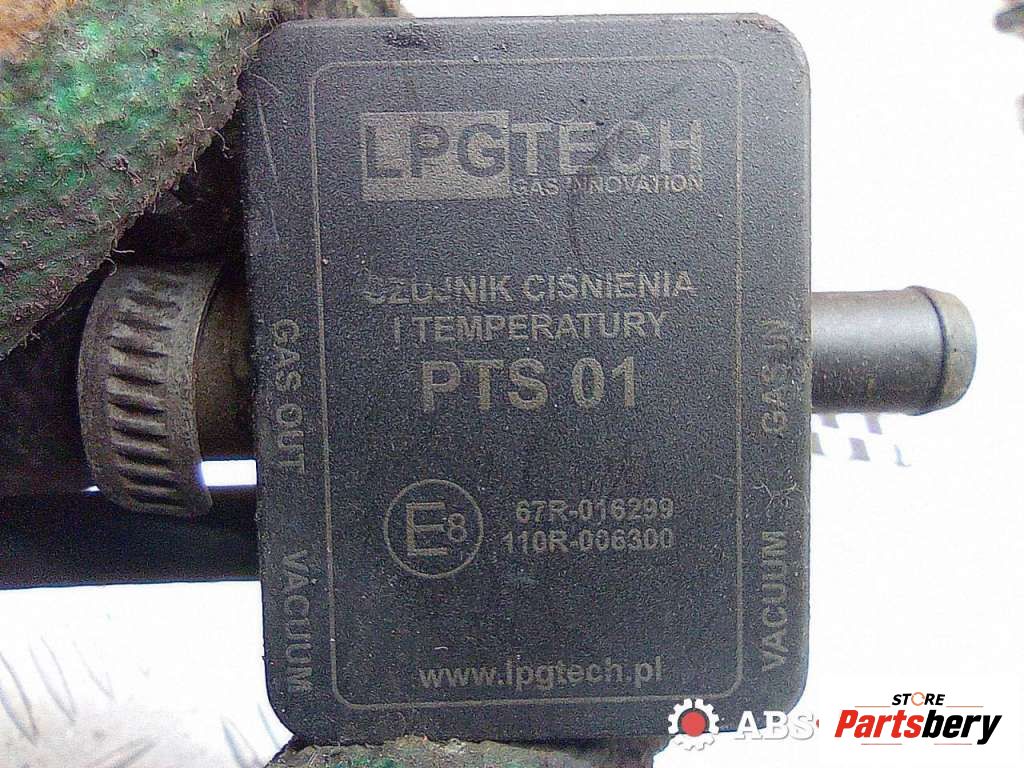 LPGTECH
GAS INNOVATION
CZUJNIK CIŚNIENIA
I TEMPERATURY
PTS 01
GAS OUT
GAS IN
E8
67R-016299
110R-006300
VACUUM
VACUUM
www.lpgtech.pl
ABS
STORE
Partsbery